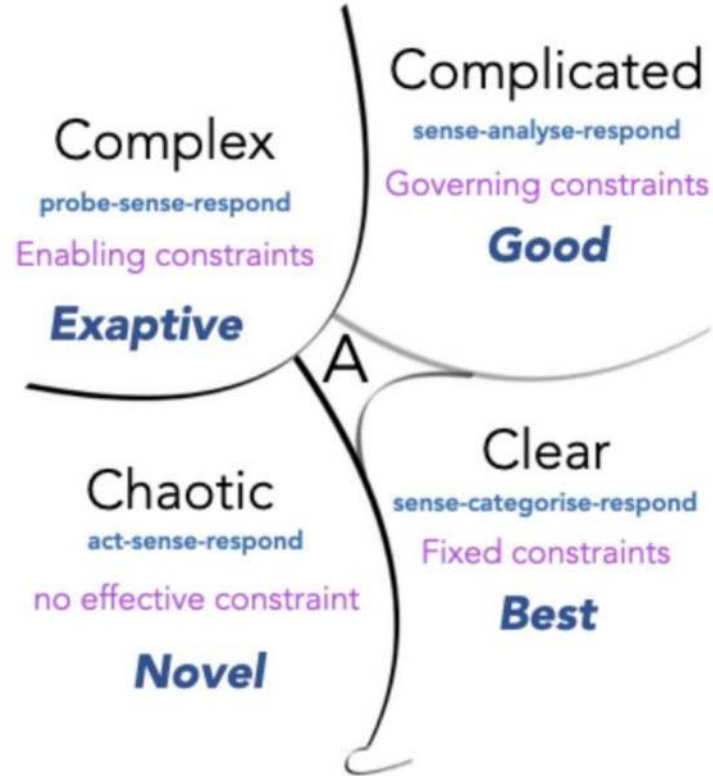 Complex
probe-sense-respond
Enabling constraints
Exaptive
Complicated
sense-analyse-respond
Governing constraints
Good
A
Chaotic
act-sense-respond
no effective constraint
Novel
Clear
sense-categorise-respond
Fixed constraints
Best